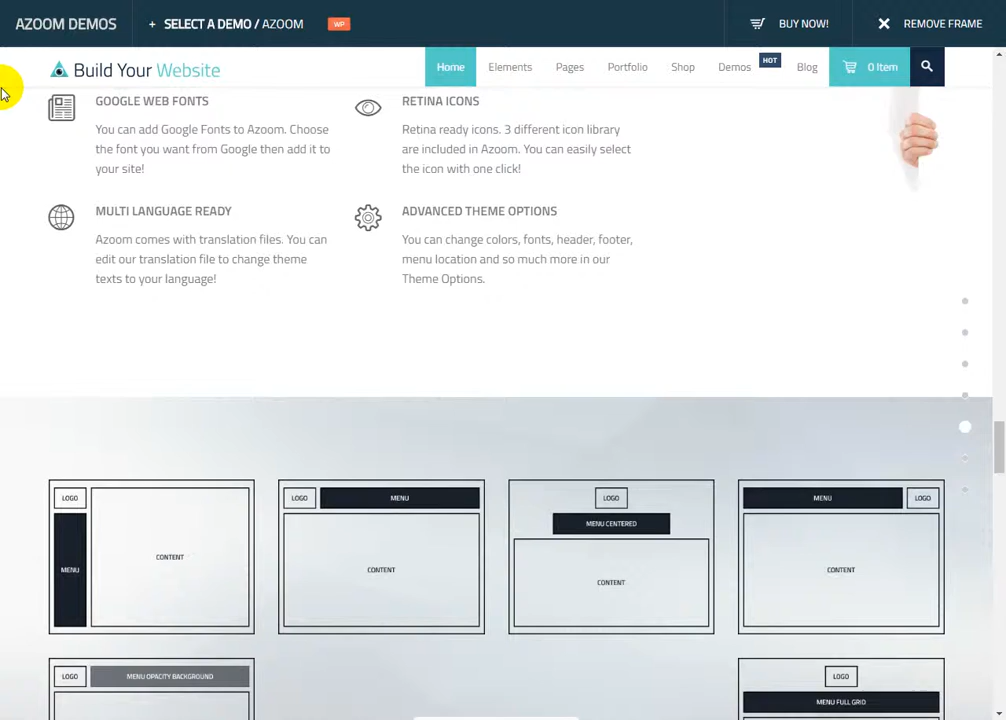 AZOOM DEMOS
+ SELECT A DEMO / AZOOM
WP
BUY NOW!
REMOVE FRAME
Build Your Website
Home
Elements
Pages
Portfolio
Shop
Demos
HOT
Blog
0 Item
GOOGLE WEB FONTS
You can add Google Fonts to Azoom. Choose
the font you want from Google then add it to
your site!
RETINA ICONS
Retina ready icons. 3 different icon library
are included in Azoom. You can easily select
the icon with one click!
MULTI LANGUAGE READY
Azoom comes with translation files. You can
edit our translation file to change theme
texts to your language!
ADVANCED THEME OPTIONS
You can change colors, fonts, header, footer,
menu location and so much more in our
Theme Options.
LOGO
MENU
CONTENT
LOGO
MENU
CONTENT
LOGO
MENU CENTERED
CONTENT
MENU
LOGO
CONTENT
LOGO
MENU OPACITY BACKGROUND
LOGO
MENU FULL GRID